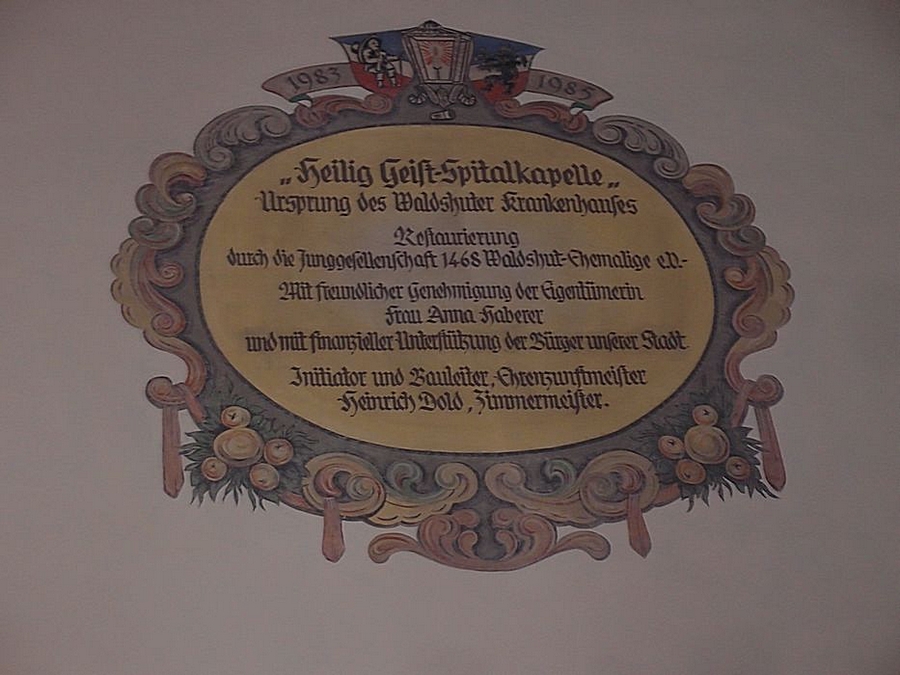 1983 1985
„Heilig Geist-Spitalkapelle„
Ursprung des Waldshuter Krankenhauses
Restaurierung
durch die Junggesellenschaft 1468 Waldshut-Ehemalige e.V.-
Mit freundlicher Genehmigung der Eigentümerin
Frau Anna Haberer
und mit finanzieller Unterstützung der Bürger unserer Stadt
Initiator und Bauleiter, Ehrenzunftmeister
Heinrich Dold, Zimmermeister.